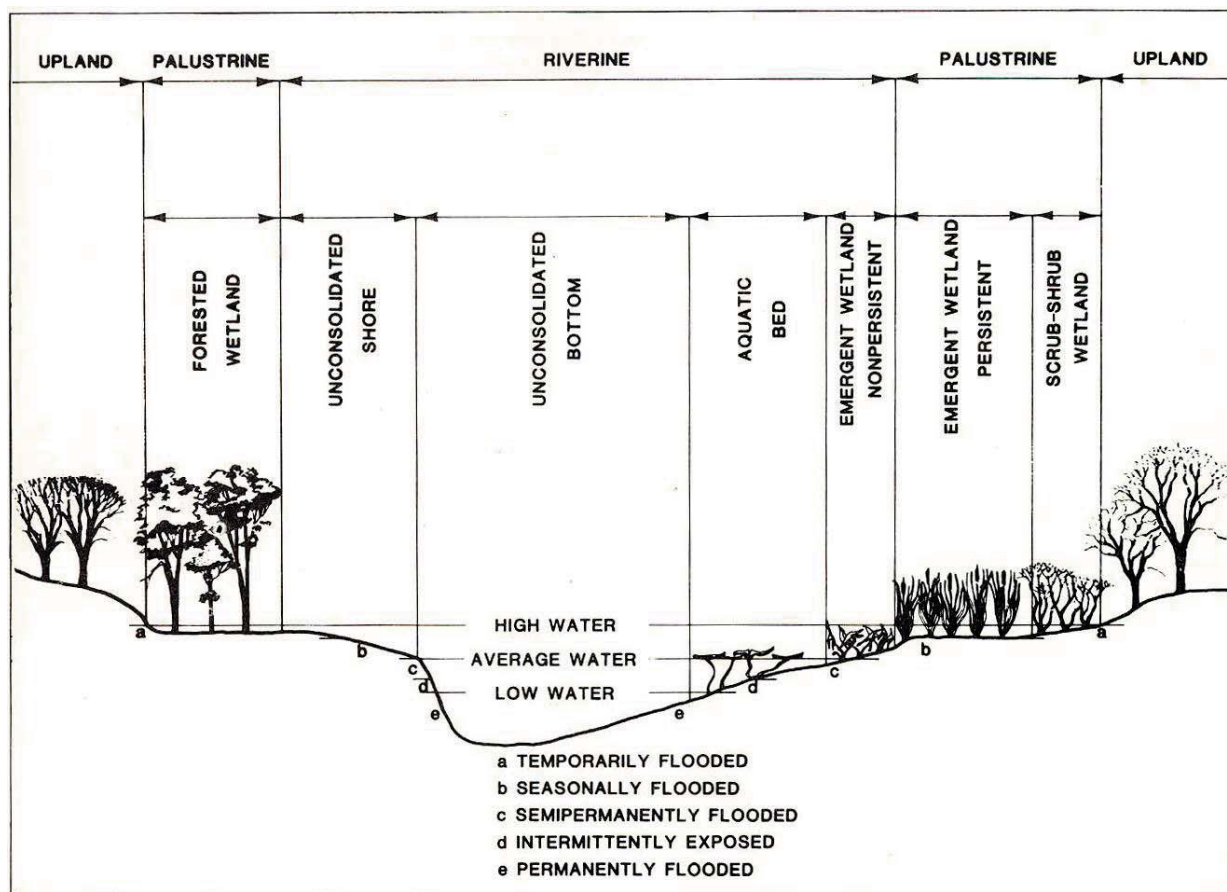 UPLAND PALUSTRINE RIVERINE PALUSTRINE UPLAND
FORESTED
WETLAND
UNCONSOLIDATED
SHORE
UNCONSOLIDATED
BOTTOM
AQUATIC
BED
EMERGENT WETLAND
NONPERSISTENT
EMERGENT WETLAND
PERSISTENT
SCRUB-SHRUB
WETLAND
a HIGH WATER a
b b
c AVERAGE WATER c
d LOW WATER d
e e
a TEMPORARILY FLOODED
b SEASONALLY FLOODED
c SEMIPERMANENTLY FLOODED
d INTERMITTENTLY EXPOSED
e PERMANENTLY FLOODED